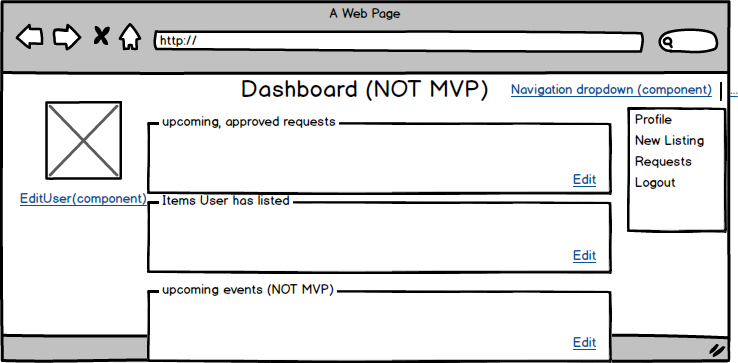 A Web Page
http://
Dashboard (NOT MVP)
Navigation dropdown (component)
...
Profile
New Listing
Requests
Logout
EditUser(component)
upcoming, approved requests
Edit
Items User has listed
Edit
upcoming events (NOT MVP)
Edit